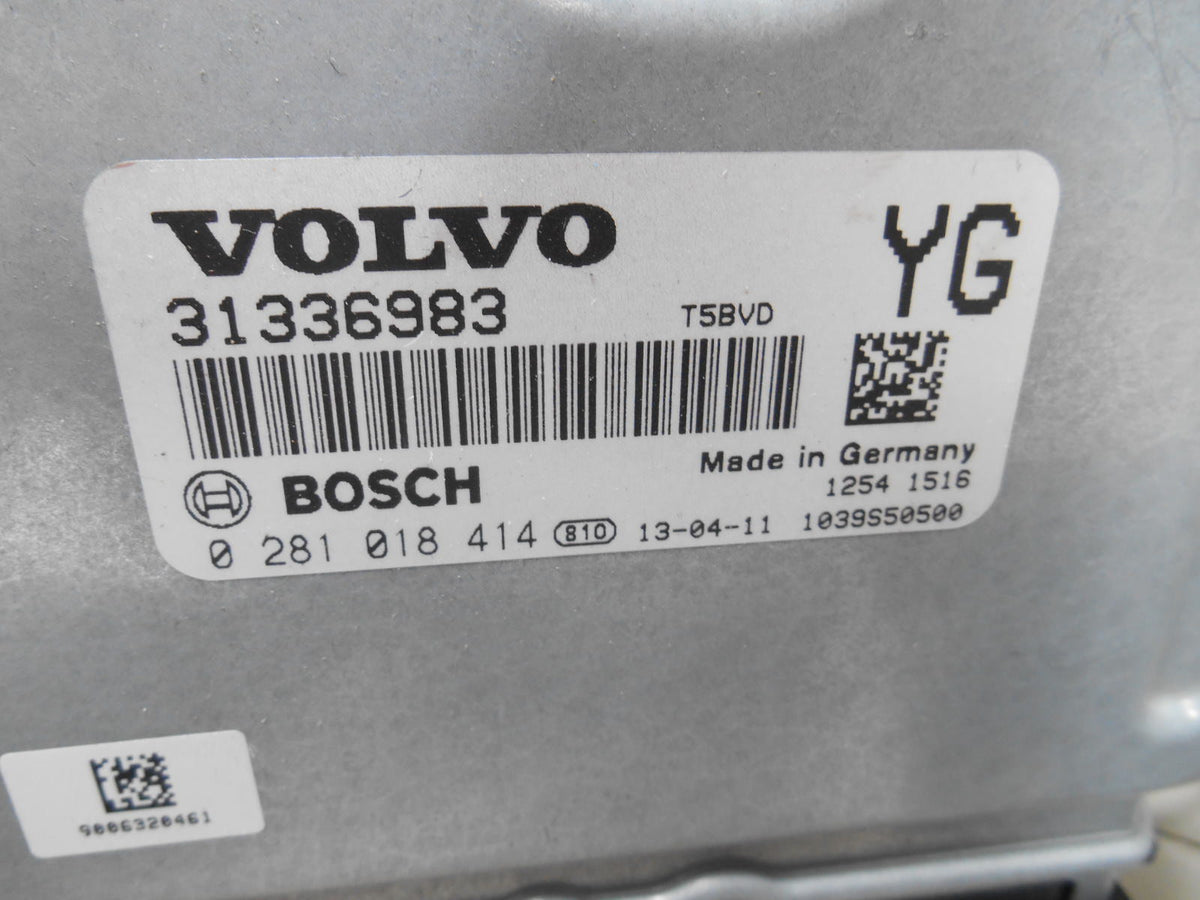 VOLVO
YG
31336983
T5BVD
BOSCH
Made in Germany
1254 1516
0 281 018 414 810 13-04-11 1039S50500
9006320461